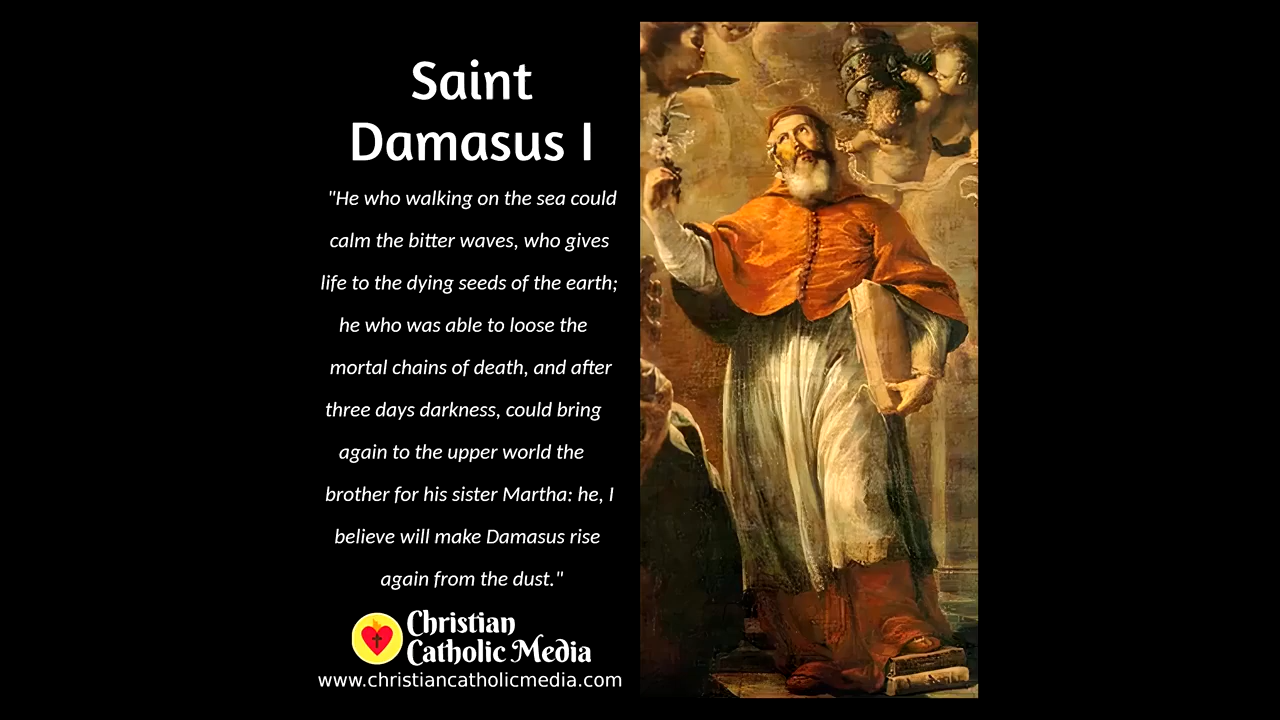 Saint
Damasus I
"He who walking on the sea could
calm the bitter waves, who gives
life to the dying seeds of the earth;
he who was able to loose the
mortal chains of death, and after
three days darkness, could bring
again to the upper world the
brother for his sister Martha: he, I
believe will make Damasus rise
again from the dust."
Christian
Catholic Media
www.christiancatholicmedia.com